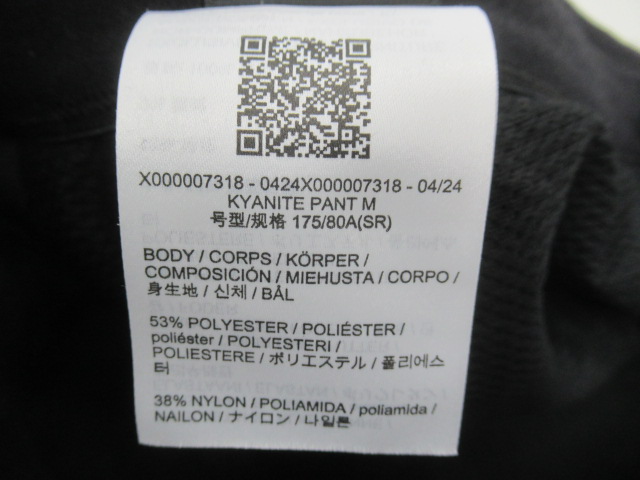 X000007318 - 0424X000007318 - 04/24
KYANITE PANT M
号型/规格 175/80A(SR)
BODY / CORPS / KÖRPER /
COMPOSICIÓN / MIEHUSTA / CORPO /
身生地 / 신체 / BÅL
53% POLYESTER / POLIÉSTER /
poliéster / POLYESTERI /
POLIESTERE / ポリエステル / 폴리에스
터
38% NYLON / POLIAMIDA / poliamida /
NAILON / ナイロン / 나일론